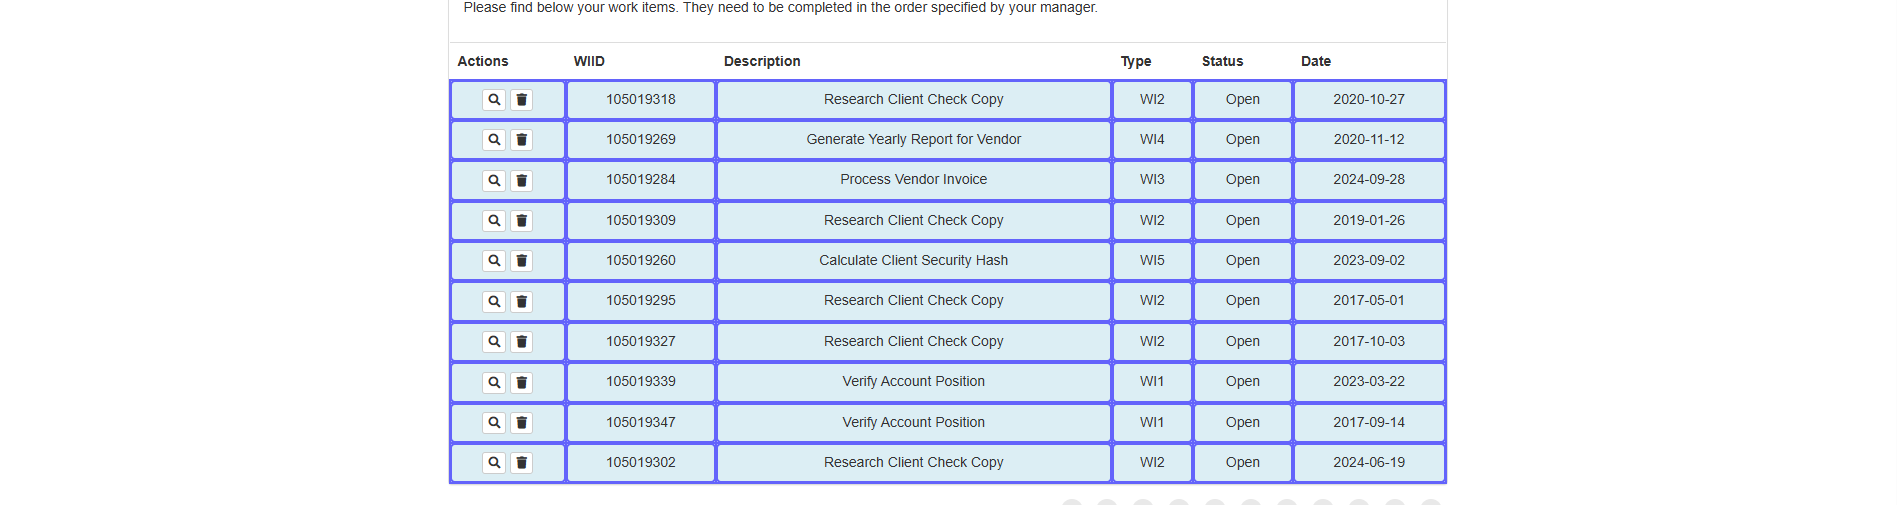 Please find below your work items. They need to be completed in the order specified by your manager.
Actions WIID Description Type Status Date
105019318 Research Client Check Copy WI2 Open 2020-10-27
105019269 Generate Yearly Report for Vendor WI4 Open 2020-11-12
105019284 Process Vendor Invoice WI3 Open 2024-09-28
105019309 Research Client Check Copy WI2 Open 2019-01-26
105019260 Calculate Client Security Hash WI5 Open 2023-09-02
105019295 Research Client Check Copy WI2 Open 2017-05-01
105019327 Research Client Check Copy WI2 Open 2017-10-03
105019339 Verify Account Position WI1 Open 2023-03-22
105019347 Verify Account Position WI1 Open 2017-09-14
105019302 Research Client Check Copy WI2 Open 2024-06-19